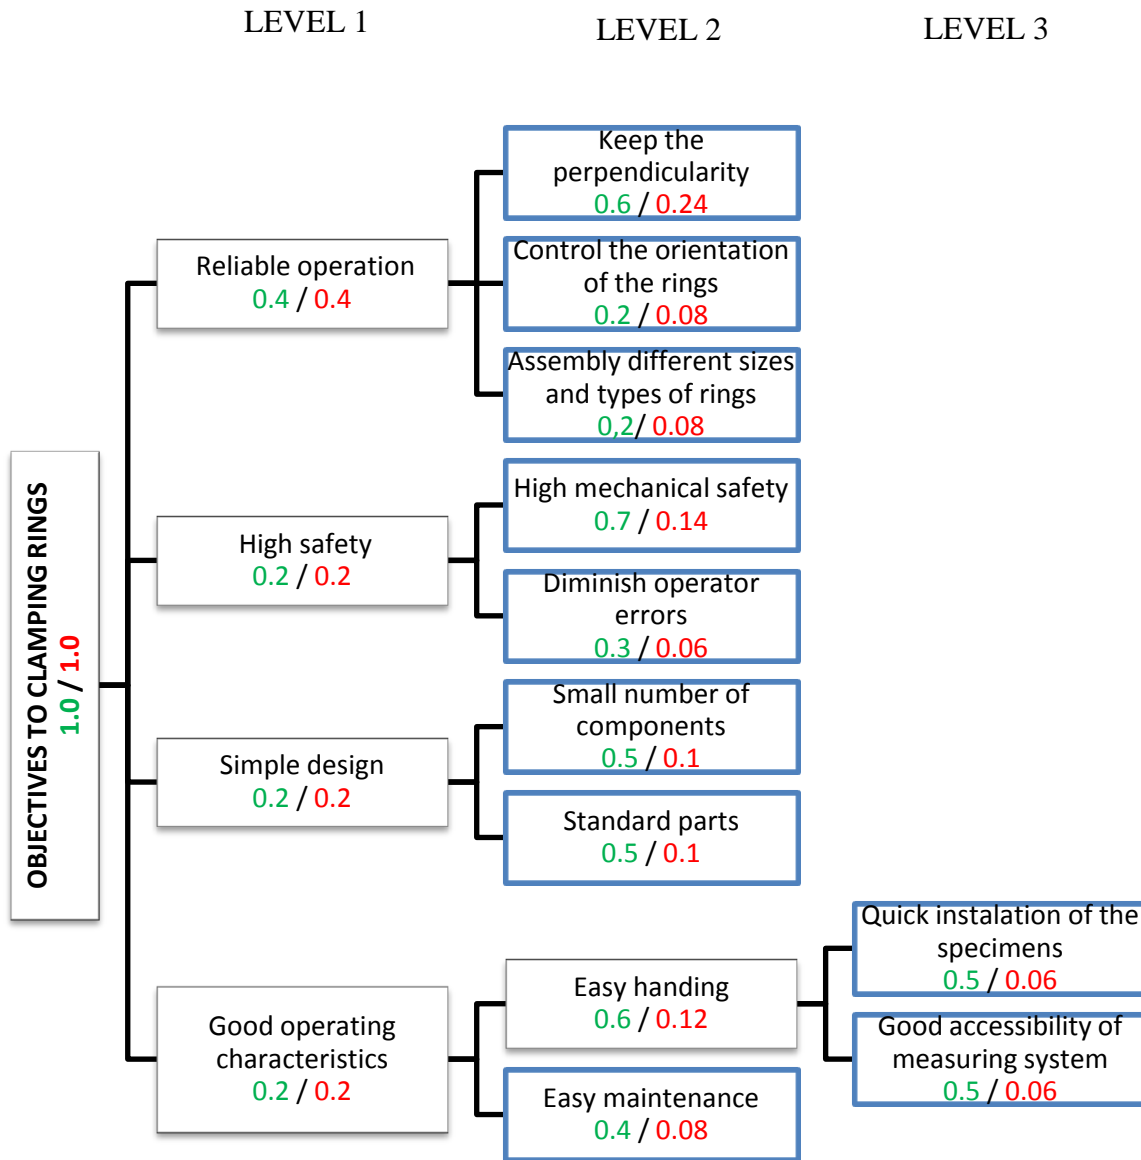 LEVEL 1
LEVEL 2
LEVEL 3
OBJECTIVES TO CLAMPING RINGS
1.0 / 1.0
Reliable operation
0.4 / 0.4
Keep the
perpendicularity
0.6 / 0.24
Control the orientation
of the rings
0.2 / 0.08
Assembly different sizes
and types of rings
0,2/ 0.08
High safety
0.2 / 0.2
High mechanical safety
0.7 / 0.14
Diminish operator
errors
0.3 / 0.06
Simple design
0.2 / 0.2
Small number of
components
0.5 / 0.1
Standard parts
0.5 / 0.1
Good operating
characteristics
0.2 / 0.2
Easy handing
0.6 / 0.12
Quick instalation of the
specimens
0.5 / 0.06
Good accessibility of
measuring system
0.5 / 0.06
Easy maintenance
0.4 / 0.08